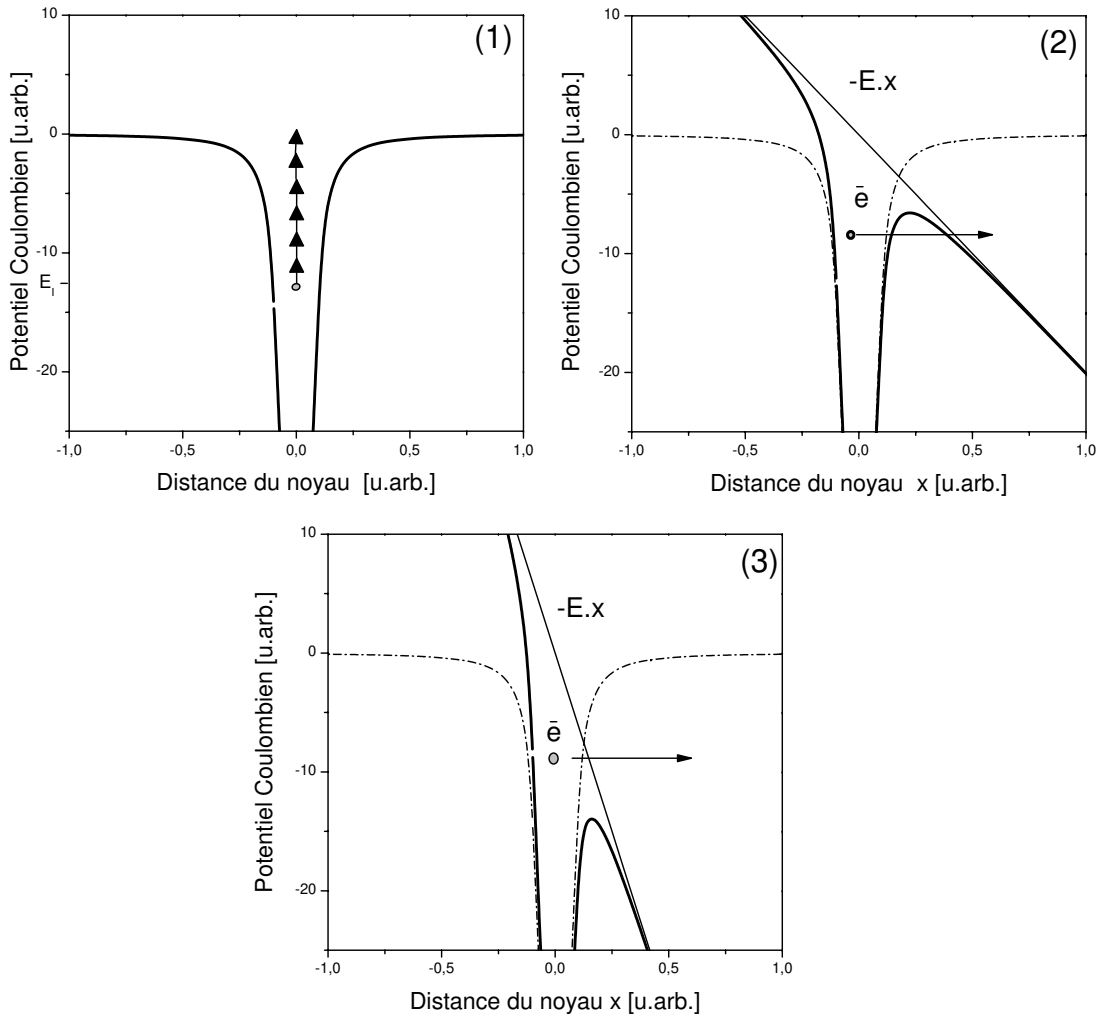 (1)
Potentiel Coulombien [u.arb.]
10
0
-10
E_I
-20
-1,0 -0,5 0,0 0,5 1,0
Distance du noyau [u.arb.]
(2)
-E.x
ē
Potentiel Coulombien [u.arb.]
10
0
-10
-20
-1,0 -0,5 0,0 0,5 1,0
Distance du noyau x [u.arb.]
(3)
-E.x
ē
Potentiel Coulombien [u.arb.]
10
0
-10
-20
-1,0 -0,5 0,0 0,5 1,0
Distance du noyau x [u.arb.]